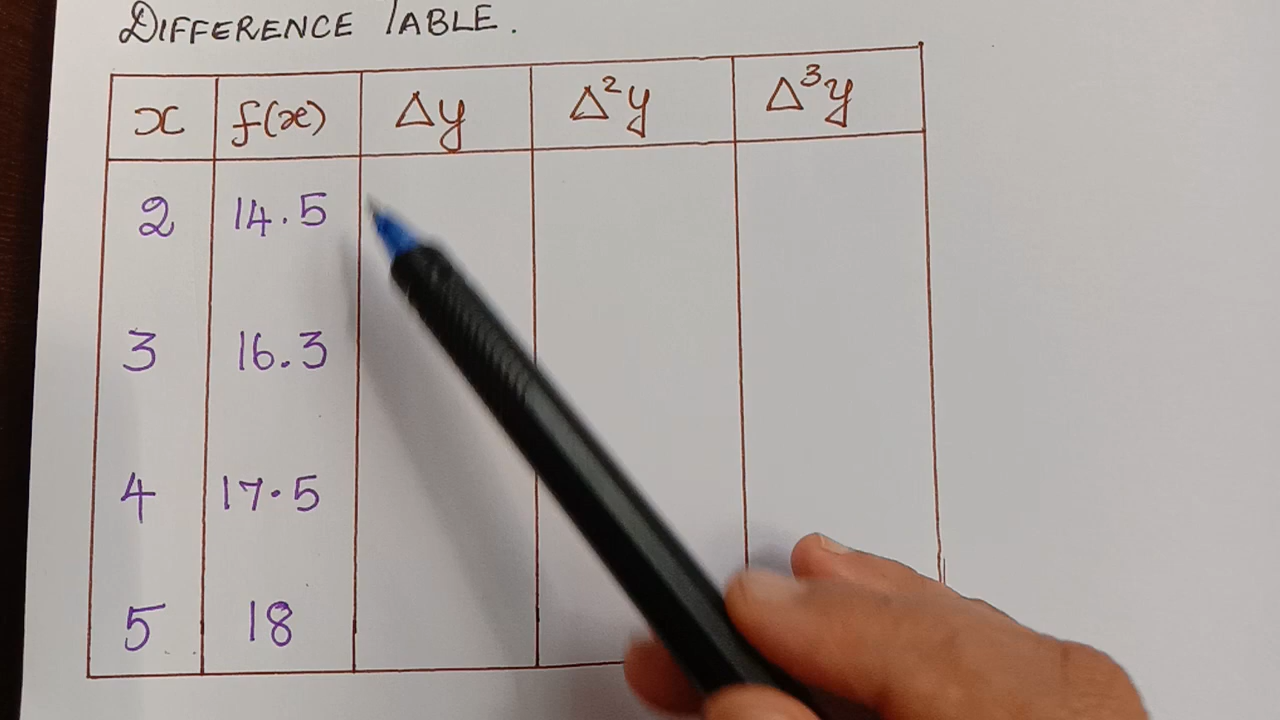 DIFFERENCE TABLE.
x f(x) Δy Δ²y Δ³y
2 14.5
3 16.3
4 17.5
5 18